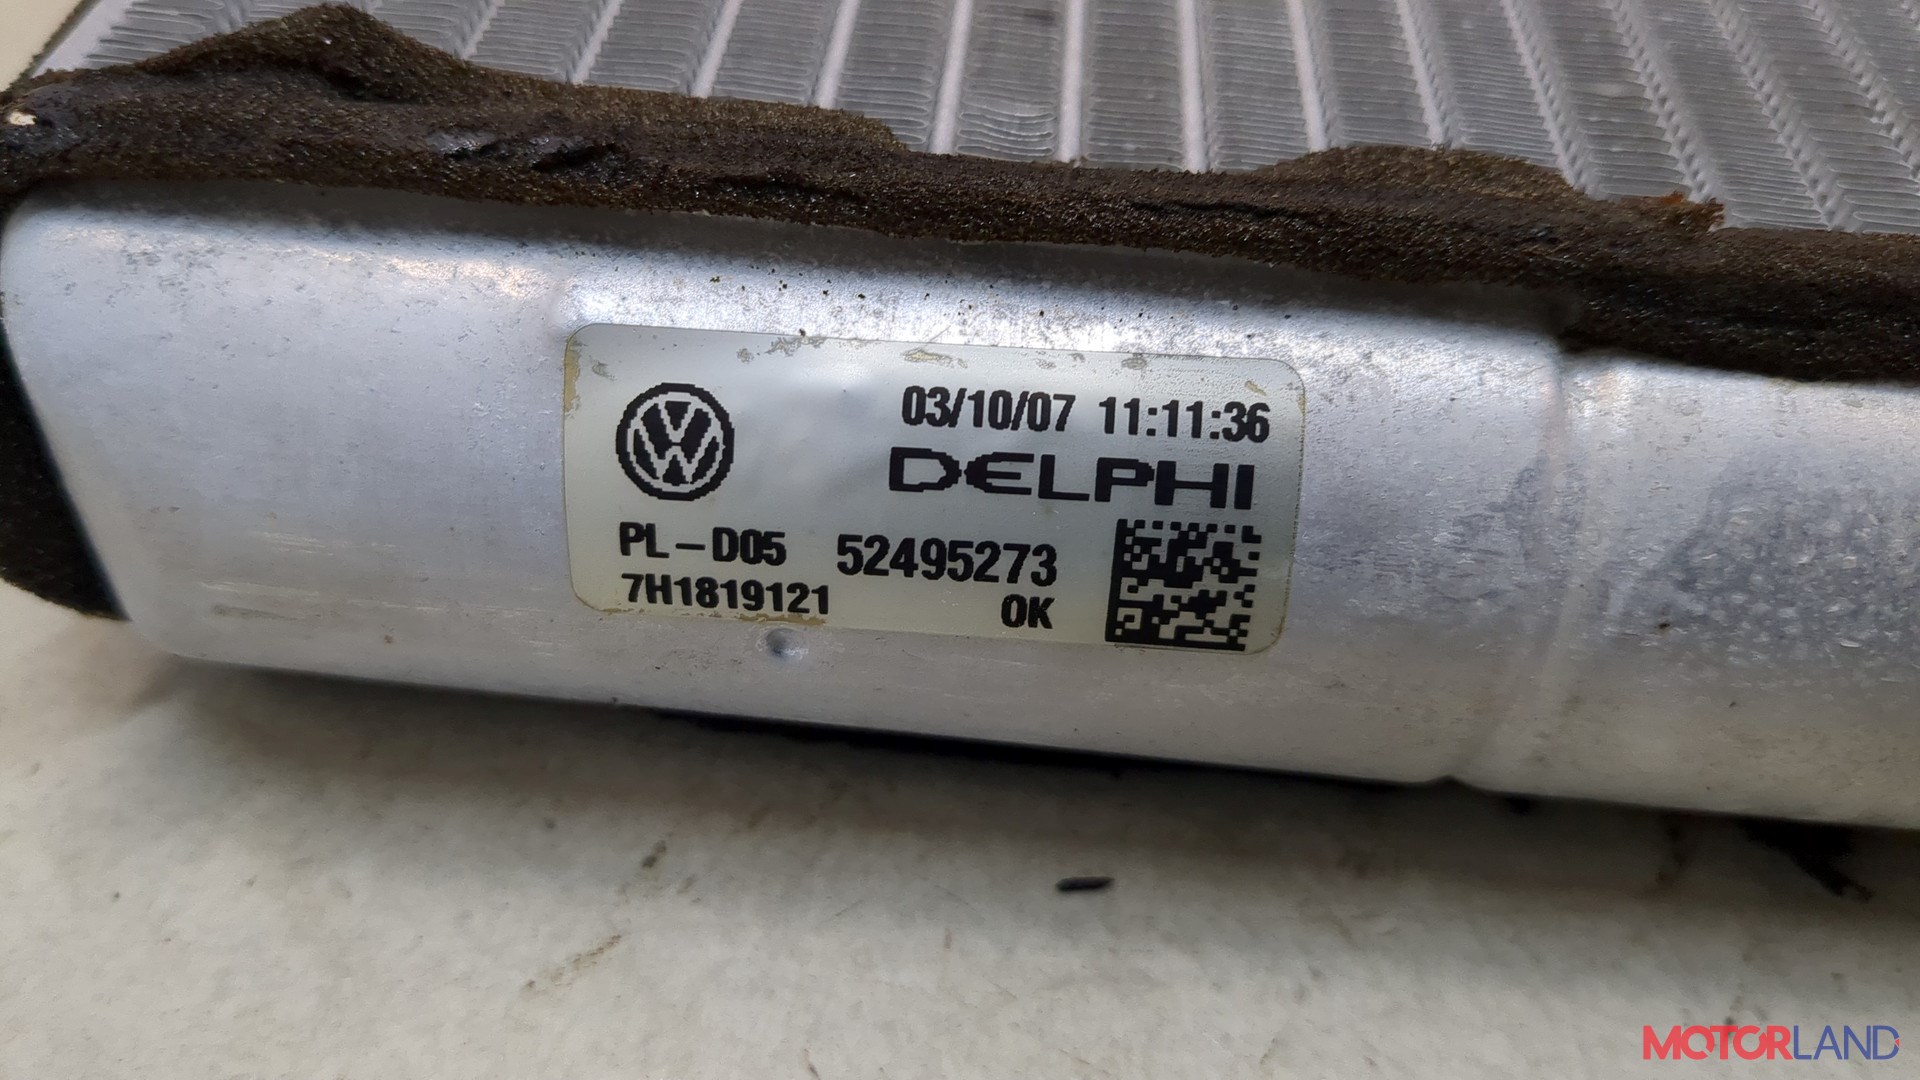 03/10/07 11:11:36
DELPHI
PL-D05 52495273
7H1819121 OK
MOTORLAND